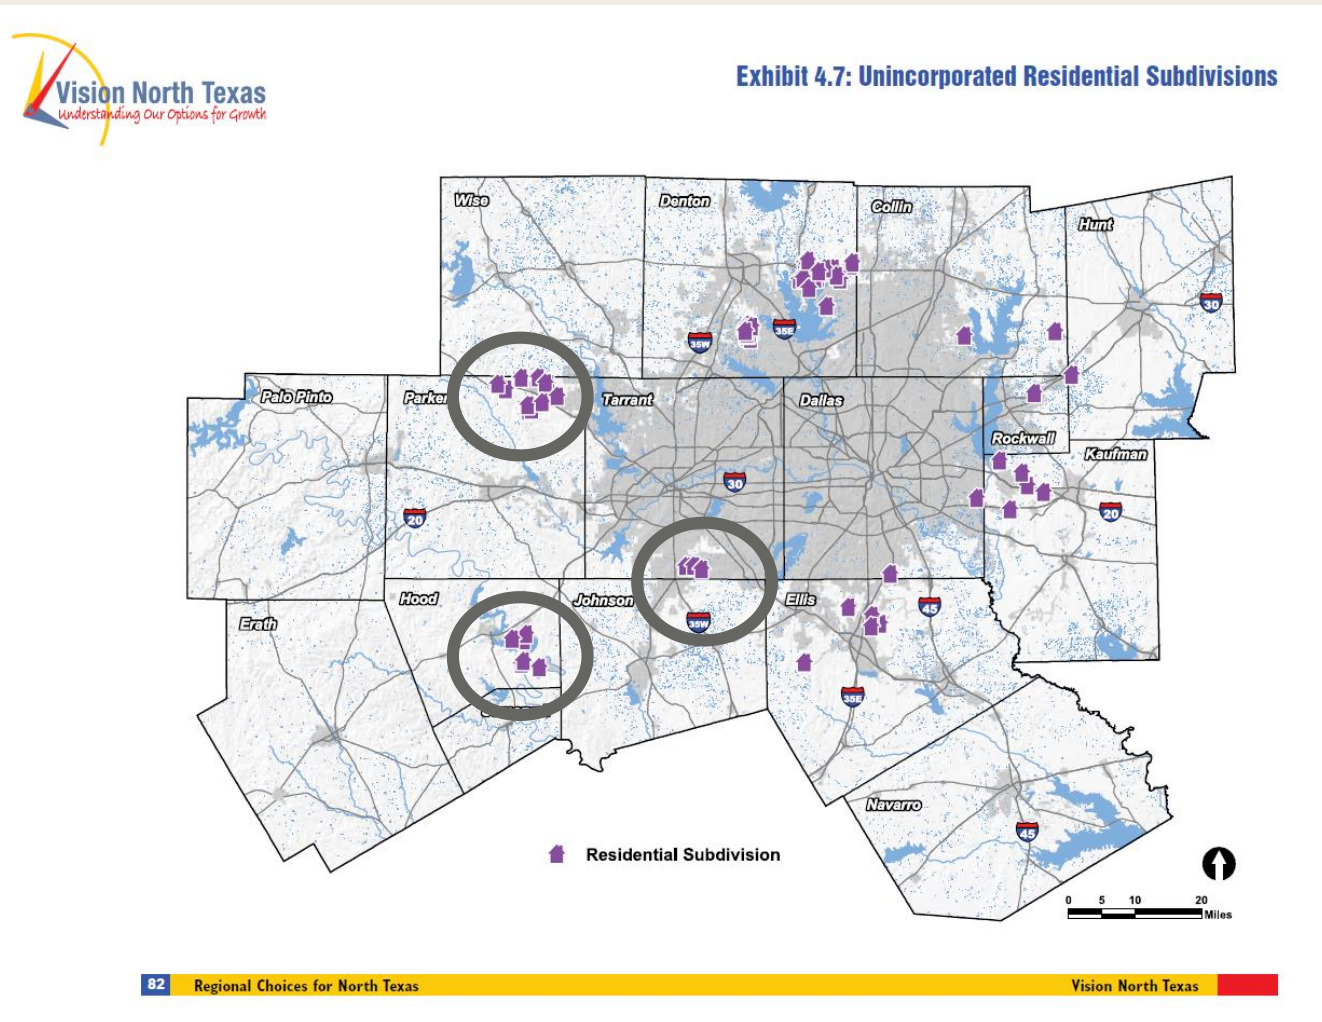 Vision North Texas
Understanding Our Options for Growth
Exhibit 4.7: Unincorporated Residential Subdivisions
Wise
Denton
Collin
Hunt
30
35W
35E
Palo Pinto
Parker
Tarrant
Dallas
Rockwall
Kaufman
30
20
20
Hood
Johnson
Ellis
45
35W
Erath
35E
Navarro
45
Residential Subdivision
0 5 10 20
Miles
82 Regional Choices for North Texas
Vision North Texas